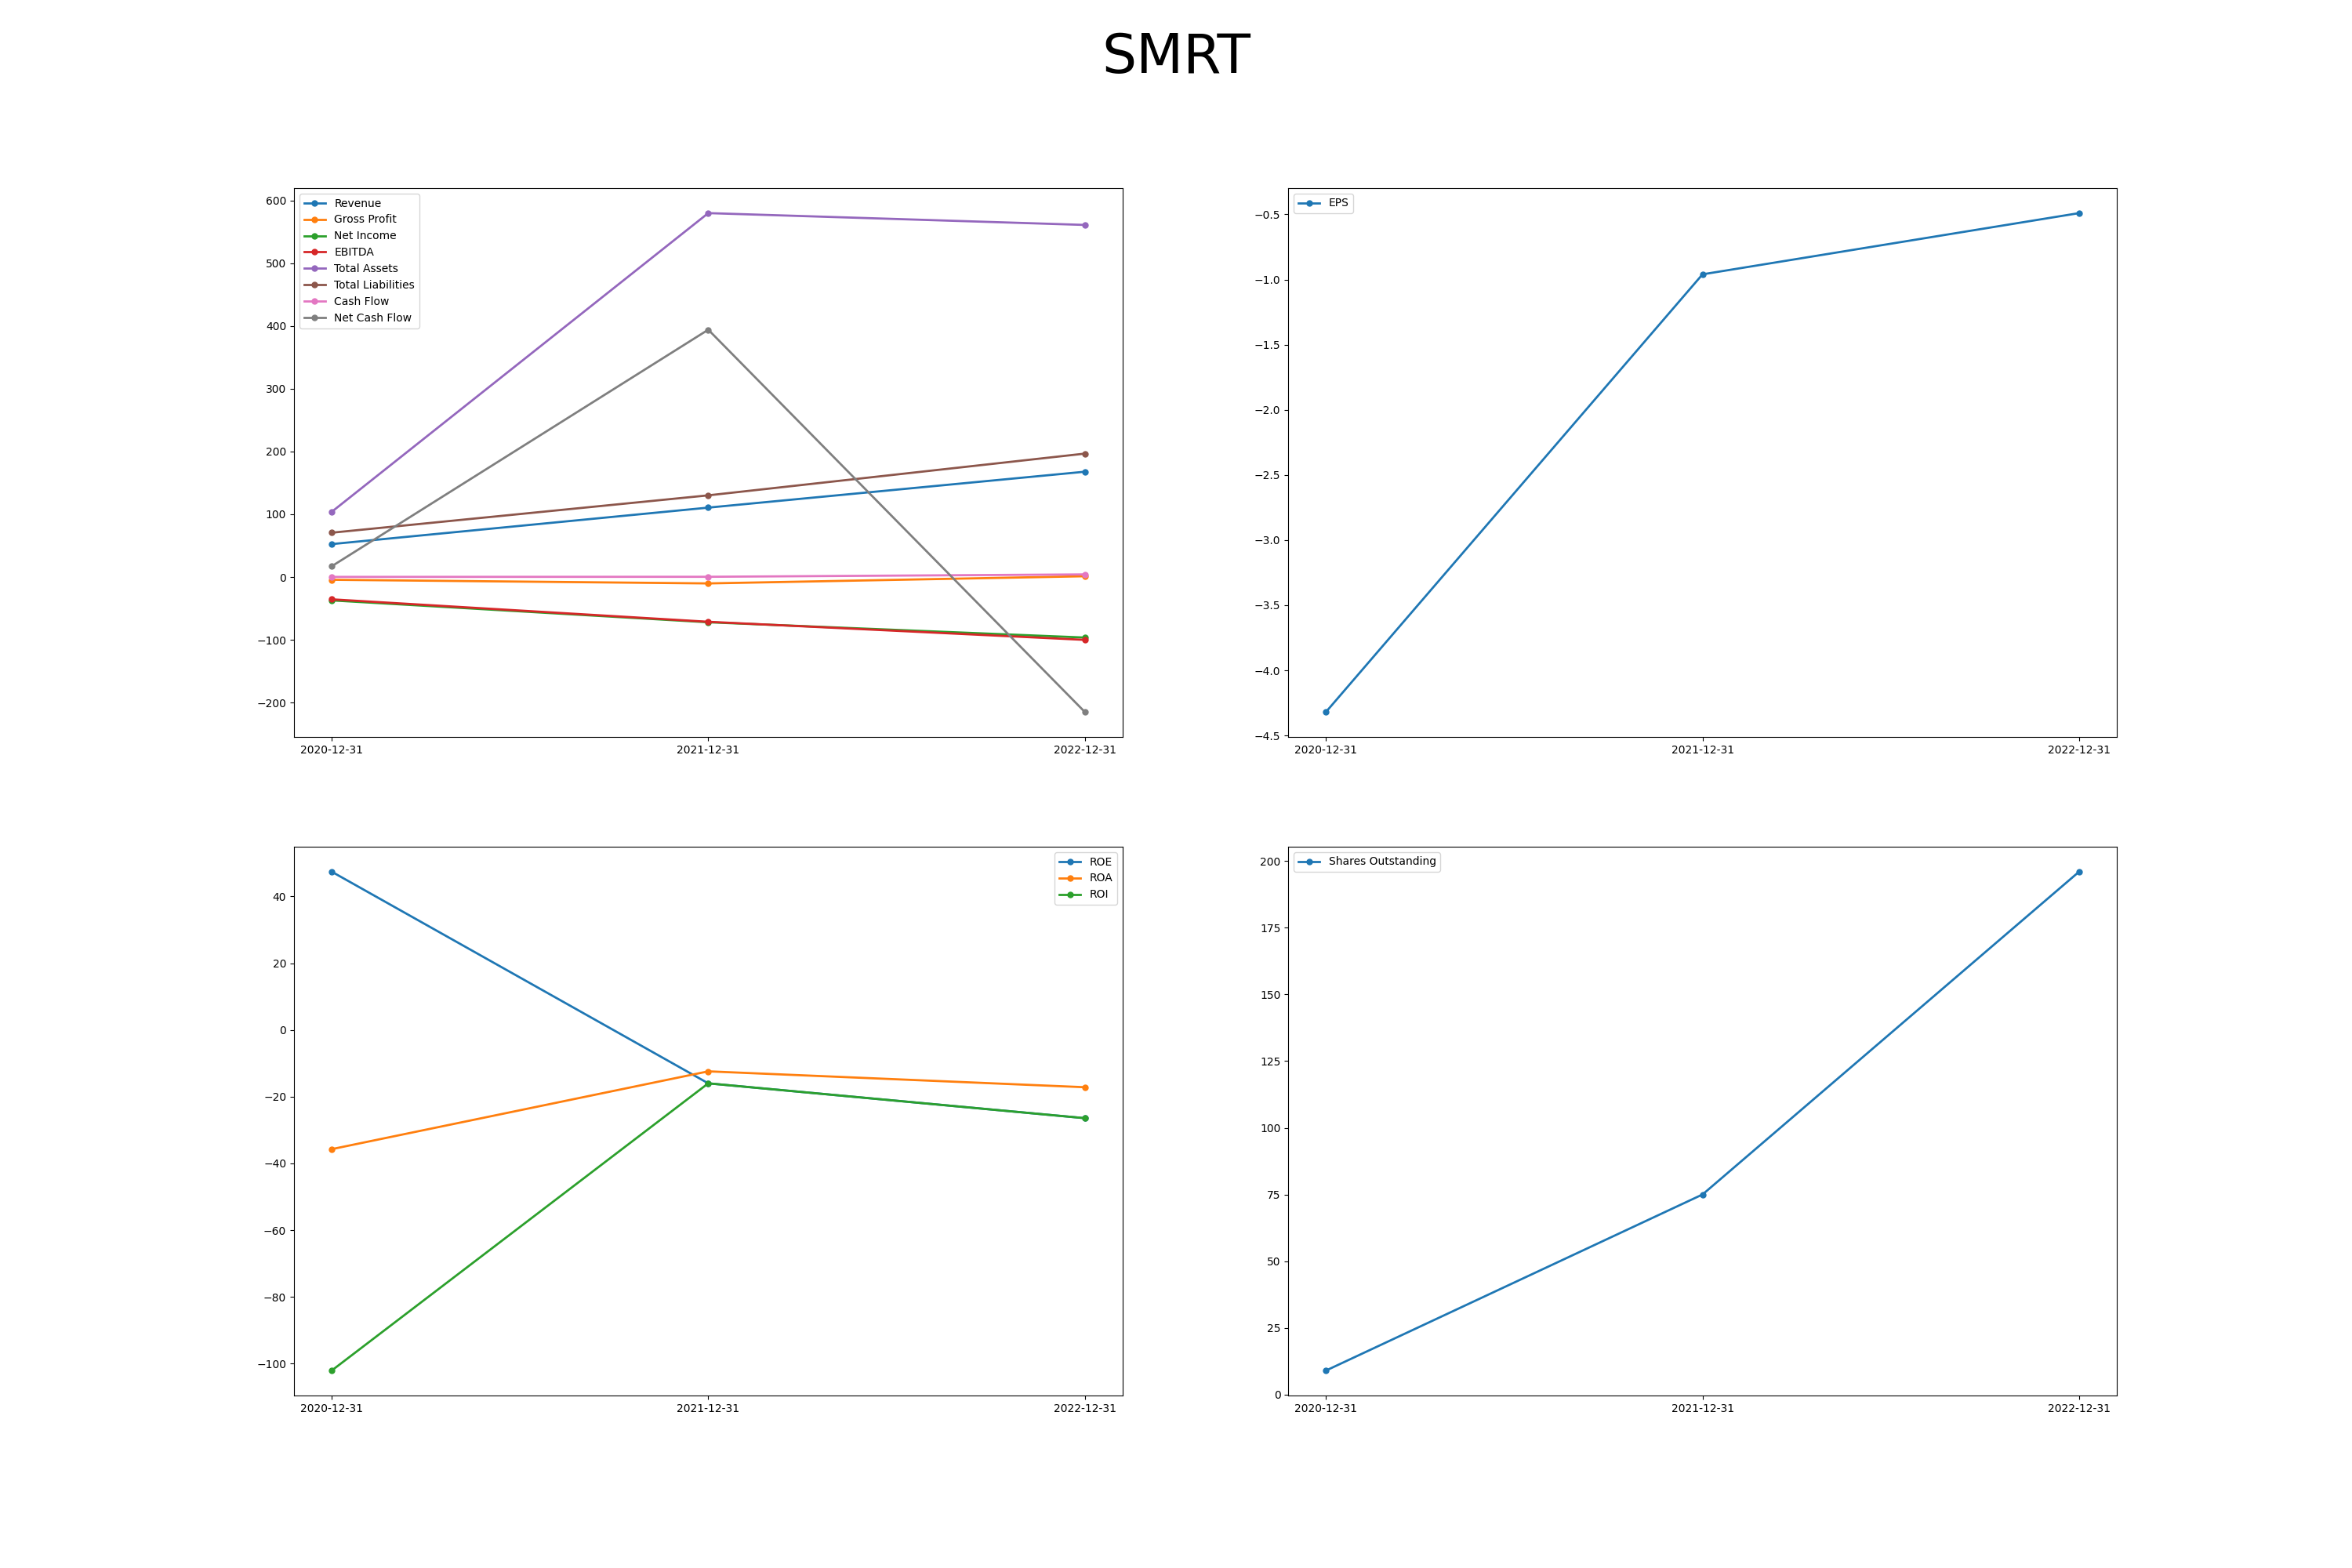 SMRT
Revenue
Gross Profit
Net Income
EBITDA
Total Assets
Total Liabilities
Cash Flow
Net Cash Flow
600
500
400
300
200
100
0
−100
−200
2020-12-31 2021-12-31 2022-12-31
EPS
−0.5
−1.0
−1.5
−2.0
−2.5
−3.0
−3.5
−4.0
−4.5
2020-12-31 2021-12-31 2022-12-31
ROE
ROA
ROI
40
20
0
−20
−40
−60
−80
−100
2020-12-31 2021-12-31 2022-12-31
Shares Outstanding
200
175
150
125
100
75
50
25
0
2020-12-31 2021-12-31 2022-12-31